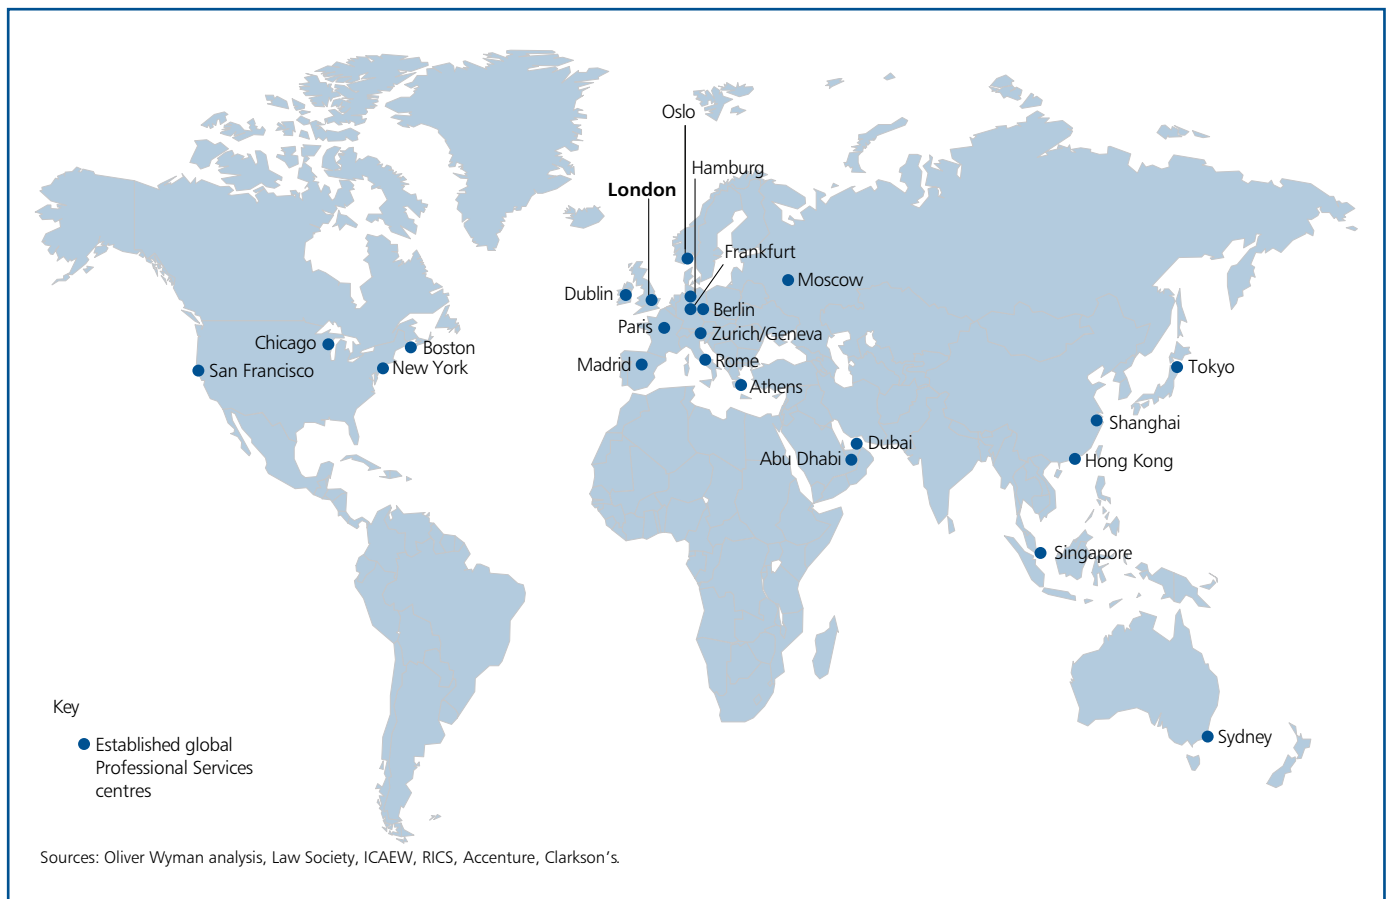 Oslo
Hamburg
London
Frankfurt
Moscow
Dublin
Berlin
Paris
Zurich/Geneva
Chicago
Boston
Madrid
Rome
San Francisco
New York
Tokyo
Athens
Shanghai
Dubai
Abu Dhabi
Hong Kong
Singapore
Key
Sydney
Established global
Professional Services
centres
Sources: Oliver Wyman analysis, Law Society, ICAEW, RICS, Accenture, Clarkson's.